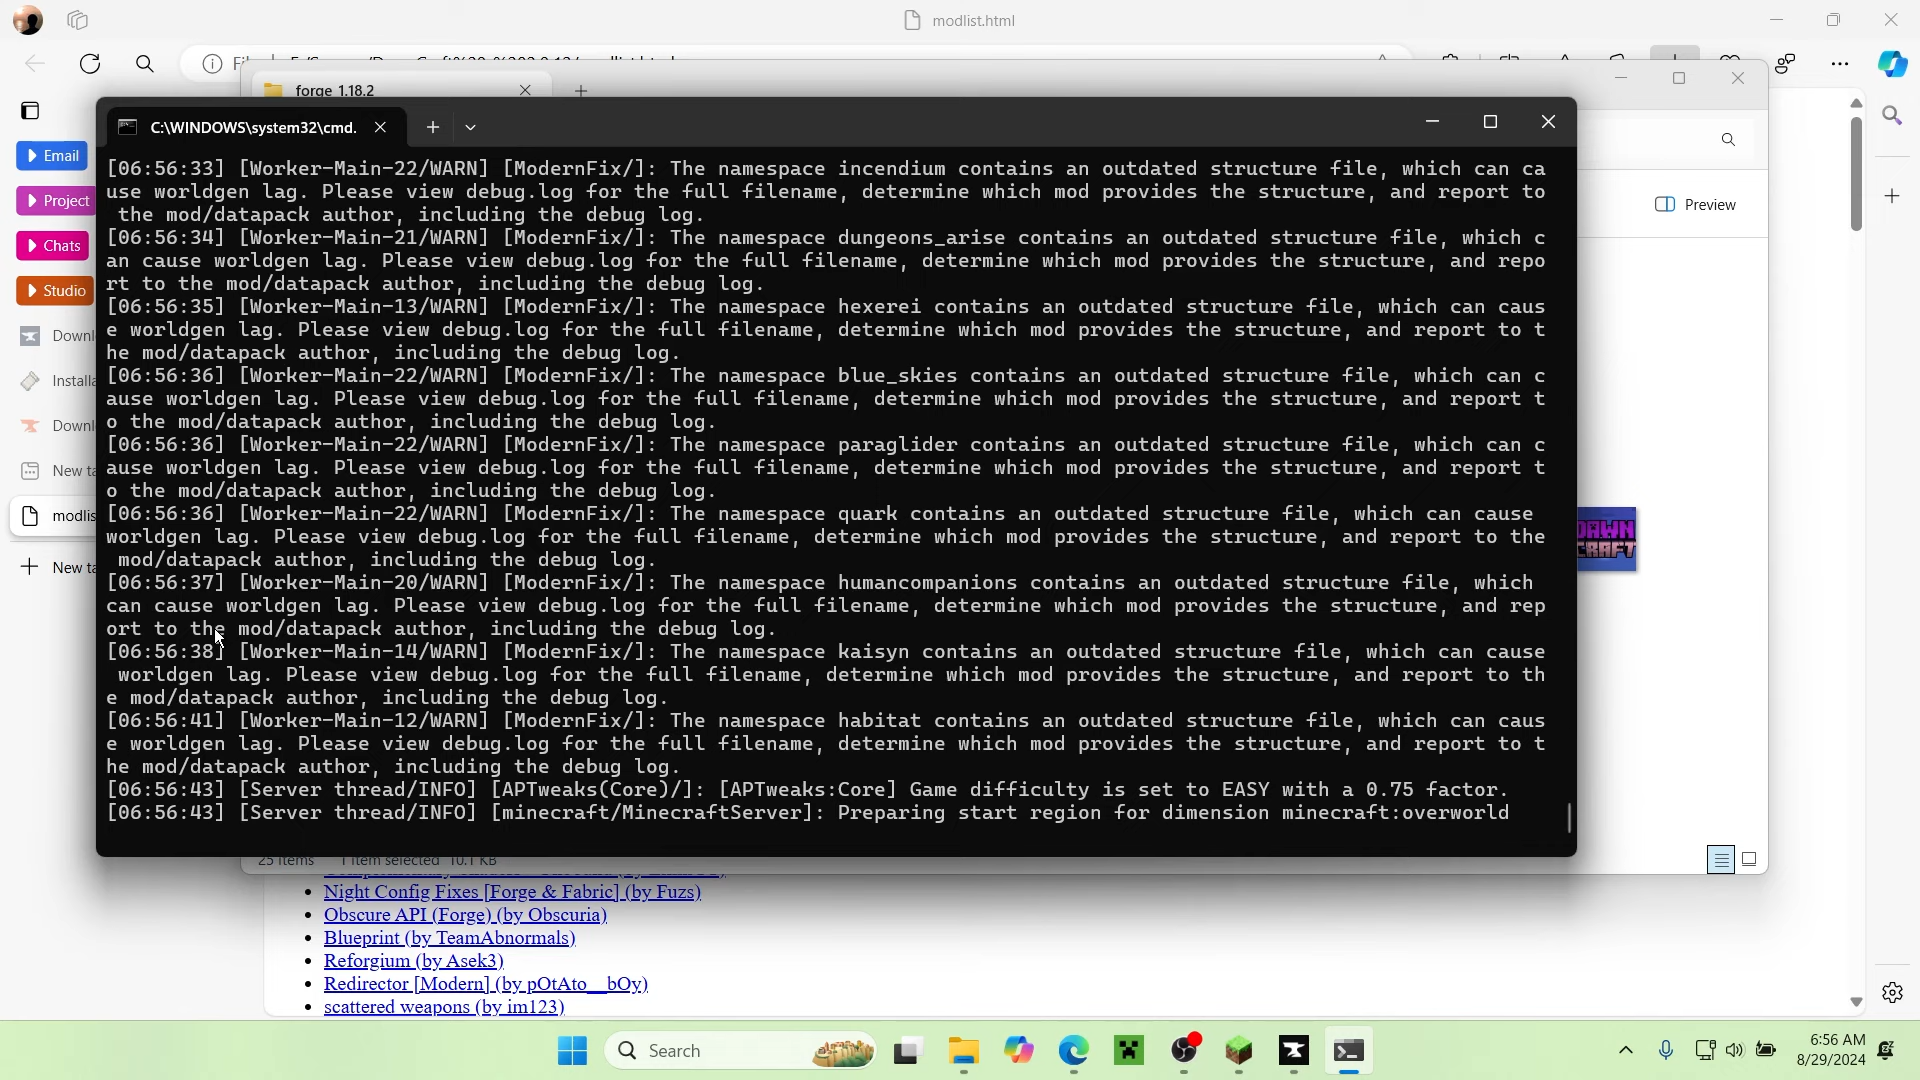 modlist.html
forge 1.18.2
C:\WINDOWS\system32\cmd.
Email
Project
Chats
Studio
Preview
[06:56:33] [Worker-Main-22/WARN] [ModernFix/]: The namespace incendium contains an outdated structure file, which can ca
use worldgen lag. Please view debug.log for the full filename, determine which mod provides the structure, and report to
the mod/datapack author, including the debug log.
[06:56:34] [Worker-Main-21/WARN] [ModernFix/]: The namespace dungeons_arise contains an outdated structure file, which c
an cause worldgen lag. Please view debug.log for the full filename, determine which mod provides the structure, and repo
rt to the mod/datapack author, including the debug log.
[06:56:35] [Worker-Main-13/WARN] [ModernFix/]: The namespace hexerei contains an outdated structure file, which can caus
e worldgen lag. Please view debug.log for the full filename, determine which mod provides the structure, and report to t
he mod/datapack author, including the debug log.
[06:56:36] [Worker-Main-22/WARN] [ModernFix/]: The namespace blue_skies contains an outdated structure file, which can c
ause worldgen lag. Please view debug.log for the full filename, determine which mod provides the structure, and report t
o the mod/datapack author, including the debug log.
[06:56:36] [Worker-Main-22/WARN] [ModernFix/]: The namespace paraglider contains an outdated structure file, which can c
ause worldgen lag. Please view debug.log for the full filename, determine which mod provides the structure, and report t
o the mod/datapack author, including the debug log.
[06:56:36] [Worker-Main-22/WARN] [ModernFix/]: The namespace quark contains an outdated structure file, which can cause
worldgen lag. Please view debug.log for the full filename, determine which mod provides the structure, and report to the
mod/datapack author, including the debug log.
[06:56:37] [Worker-Main-20/WARN] [ModernFix/]: The namespace humancompanions contains an outdated structure file, which
can cause worldgen lag. Please view debug.log for the full filename, determine which mod provides the structure, and rep
ort to the mod/datapack author, including the debug log.
[06:56:38] [Worker-Main-14/WARN] [ModernFix/]: The namespace kaisyn contains an outdated structure file, which can cause
worldgen lag. Please view debug.log for the full filename, determine which mod provides the structure, and report to th
e mod/datapack author, including the debug log.
[06:56:41] [Worker-Main-12/WARN] [ModernFix/]: The namespace habitat contains an outdated structure file, which can caus
e worldgen lag. Please view debug.log for the full filename, determine which mod provides the structure, and report to t
he mod/datapack author, including the debug log.
[06:56:43] [Server thread/INFO] [APTweaks(Core)/]: [APTweaks:Core] Game difficulty is set to EASY with a 0.75 factor.
[06:56:43] [Server thread/INFO] [minecraft/MinecraftServer]: Preparing start region for dimension minecraft:overworld
Downl
Installa
Downl
New ta
modlis
New ta
DAWN
CRAFT
25 items 1 item selected 10.1 KB
Night Config Fixes [Forge & Fabric] (by Fuzs)
Obscure API (Forge) (by Obscuria)
Blueprint (by TeamAbnormals)
Reforgium (by Asek3)
Redirector [Modern] (by pOtAto__bOy)
scattered weapons (by im123)
Search
6:56 AM
8/29/2024